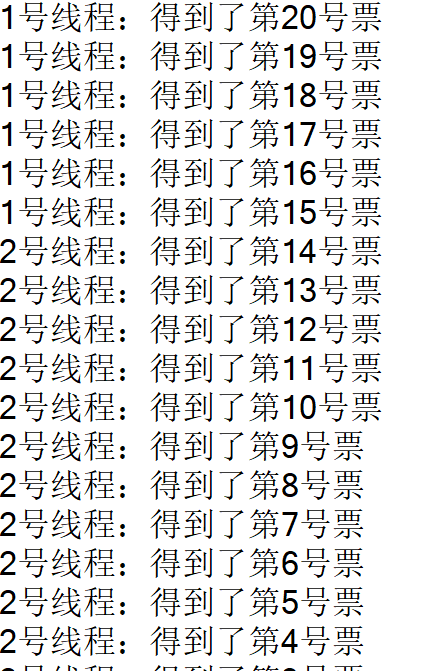 1号线程：得到了第20号票
1号线程：得到了第19号票
1号线程：得到了第18号票
1号线程：得到了第17号票
1号线程：得到了第16号票
1号线程：得到了第15号票
2号线程：得到了第14号票
2号线程：得到了第13号票
2号线程：得到了第12号票
2号线程：得到了第11号票
2号线程：得到了第10号票
2号线程：得到了第9号票
2号线程：得到了第8号票
2号线程：得到了第7号票
2号线程：得到了第6号票
2号线程：得到了第5号票
2号线程：得到了第4号票